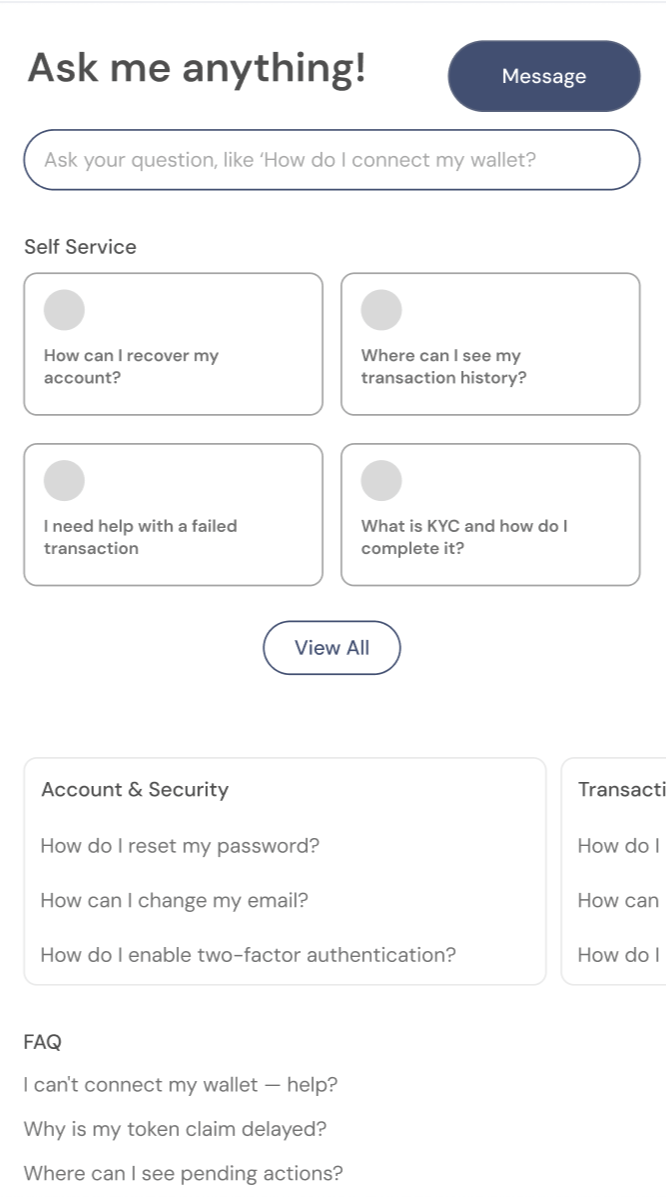 Ask me anything!
Message
Ask your question, like ‘How do I connect my wallet?
Self Service
How can I recover my
account?
Where can I see my
transaction history?
I need help with a failed
transaction
What is KYC and how do I
complete it?
View All
Account & Security
How do I reset my password?
How can I change my email?
How do I enable two-factor authentication?
Transacti
How do I
How can
How do I
FAQ
I can't connect my wallet — help?
Why is my token claim delayed?
Where can I see pending actions?